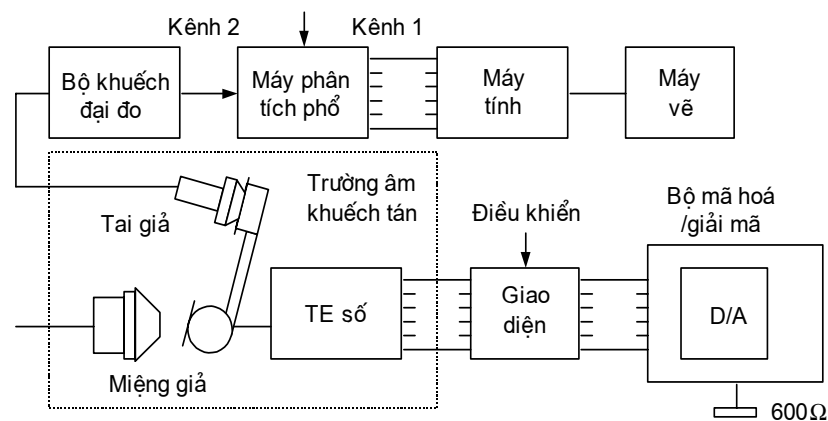 Kênh 2
Kênh 1
Bộ khuếch
đại đo
Máy phân
tích phổ
Máy
tính
Máy
vẽ
Trường âm
khuếch tán
Tai giả
Điều khiển
Bộ mã hoá
/giải mã
TE số
Giao
diện
D/A
Miệng giả
600Ω